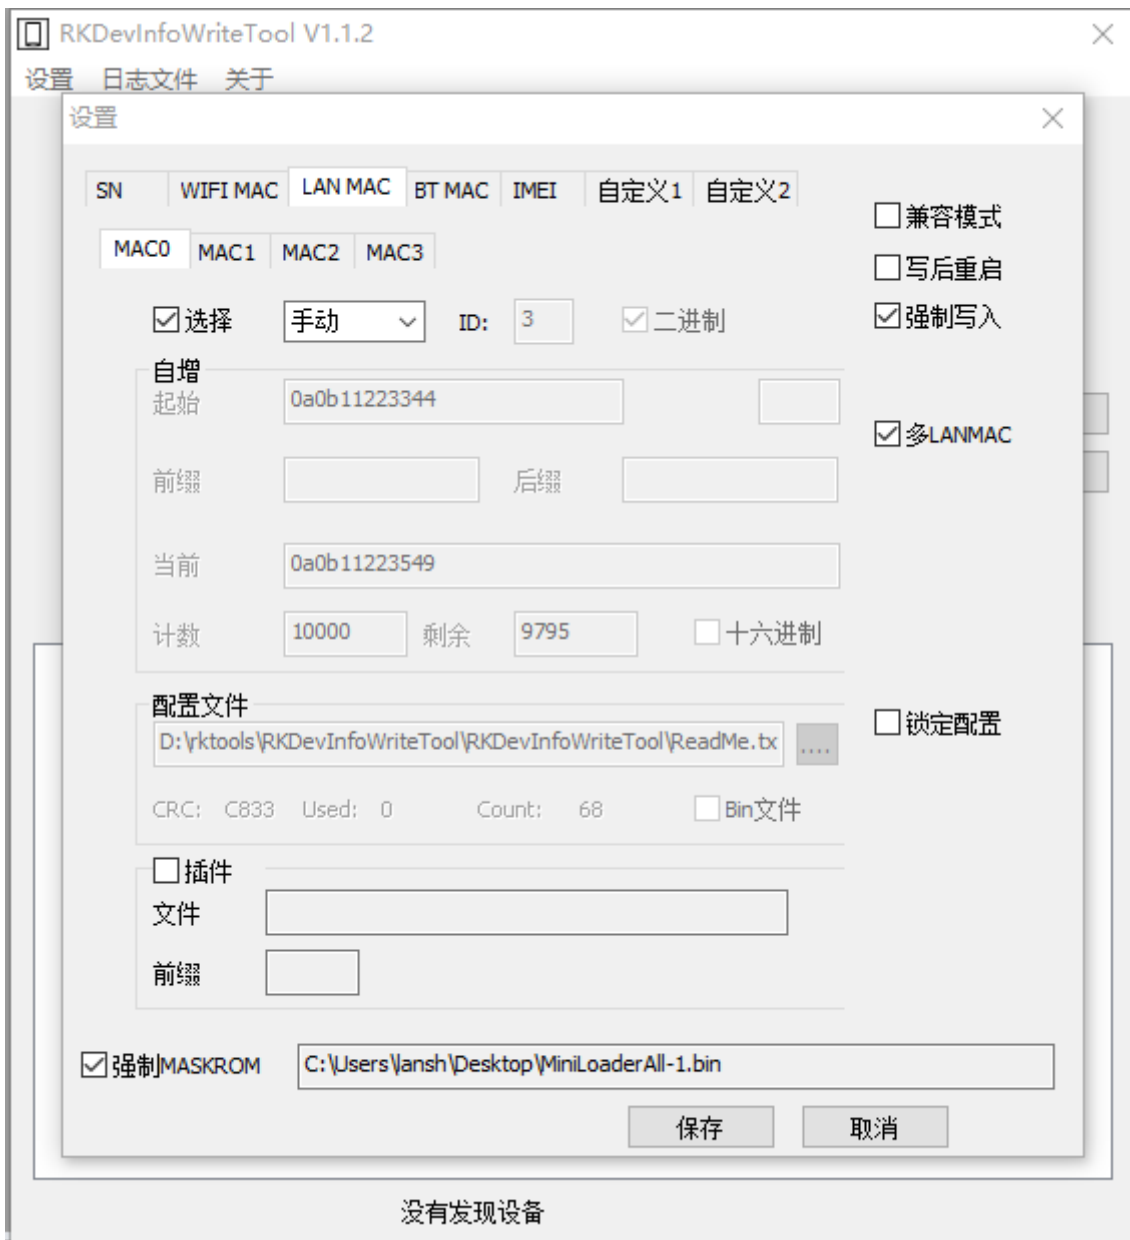 RKDevInfoWriteTool V1.1.2
设置 日志文件 关于
设置
SN WIFI MAC LAN MAC BT MAC IMEI 自定义1 自定义2
兼容模式
MAC0 MAC1 MAC2 MAC3
写后重启
选择 手动 ID: 3 二进制 强制写入
自增
起始 0a0b11223344
多LANMAC
前缀 后缀
当前 0a0b11223549
计数 10000 剩余 9795 十六进制
配置文件
锁定配置
D:\rktools\RKDevInfoWriteTool\RKDevInfoWriteTool\ReadMe.tx ....
CRC: C833 Used: 0 Count: 68 Bin文件
插件
文件
前缀
强制MASKROM C:\Users\lansh\Desktop\MiniLoaderAll-1.bin
保存 取消
没有发现设备